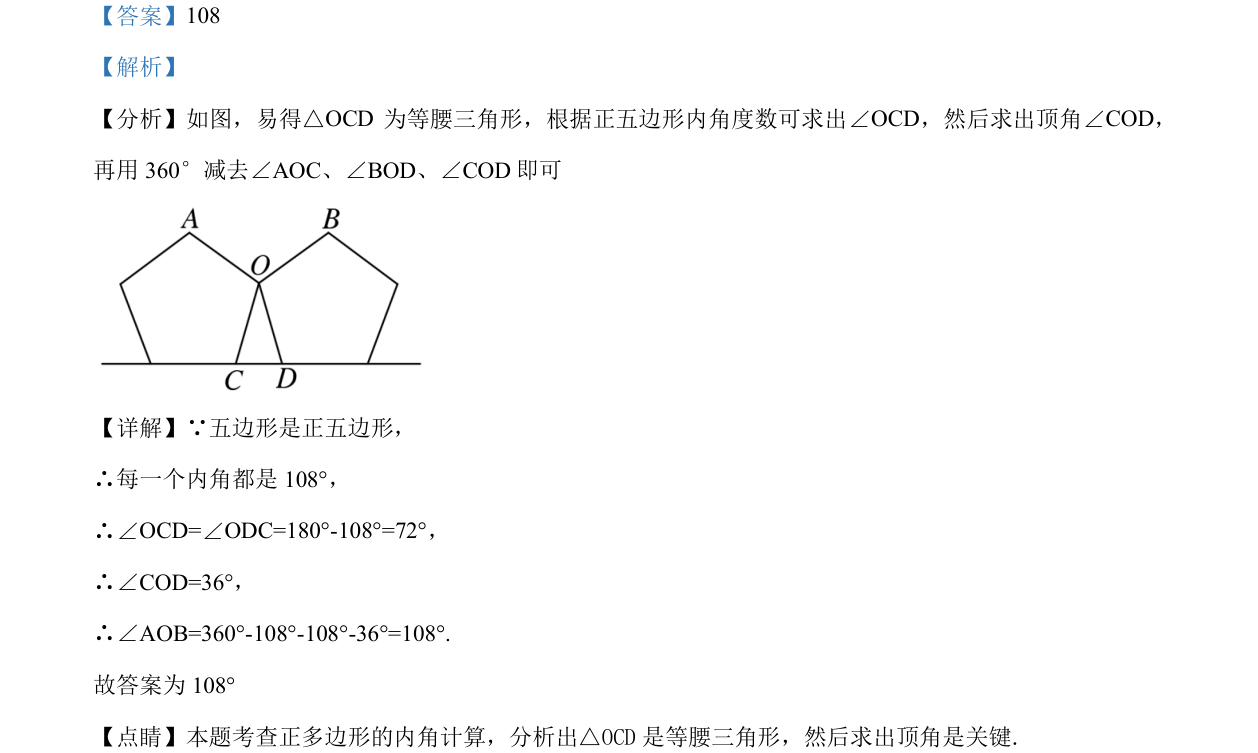 【答案】108
【解析】
【分析】如图，易得△OCD 为等腰三角形，根据正五边形内角度数可求出∠OCD，然后求出顶角∠COD，
再用 360°减去∠AOC、∠BOD、∠COD 即可
A B
O
C D
【详解】∵五边形是正五边形，
∴每一个内角都是 108°，
∴∠OCD=∠ODC=180°-108°=72°，
∴∠COD=36°，
∴∠AOB=360°-108°-108°-36°=108°.
故答案为 108°
【点睛】本题考查正多边形的内角计算，分析出△OCD 是等腰三角形，然后求出顶角是关键.